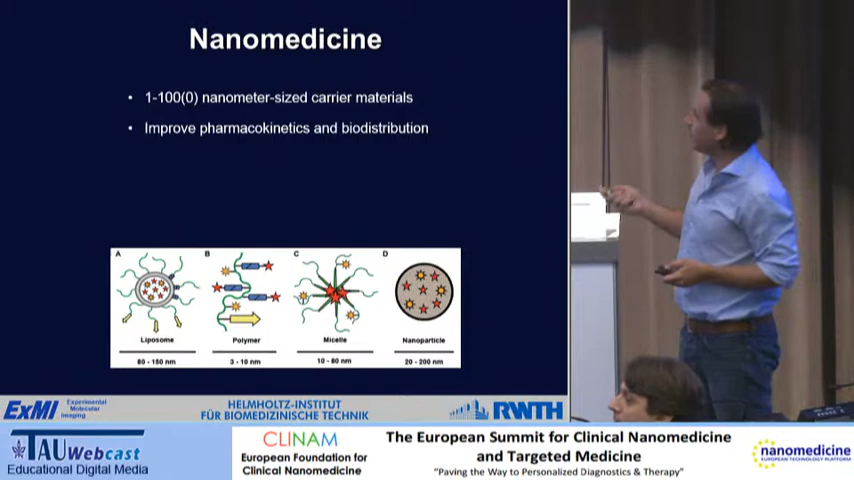 Nanomedicine
• 1-100(0) nanometer-sized carrier materials
• Improve pharmacokinetics and biodistribution
A B C D
Liposome Polymer Micelle Nanoparticle
80 - 150 nm 3 - 10 nm 10 - 80 nm 20 - 200 nm
ExMI Experimental Molecular Imaging
HELMHOLTZ-INSTITUT
FÜR BIOMEDIZINISCHE TECHNIK
RWTH
TAU Webcast
Educational Digital Media
CLINAM
European Foundation for
Clinical Nanomedicine
The European Summit for Clinical Nanomedicine
and Targeted Medicine
"Paving the Way to Personalized Diagnostics & Therapy"
nanomedicine
EUROPEAN TECHNOLOGY PLATFORM